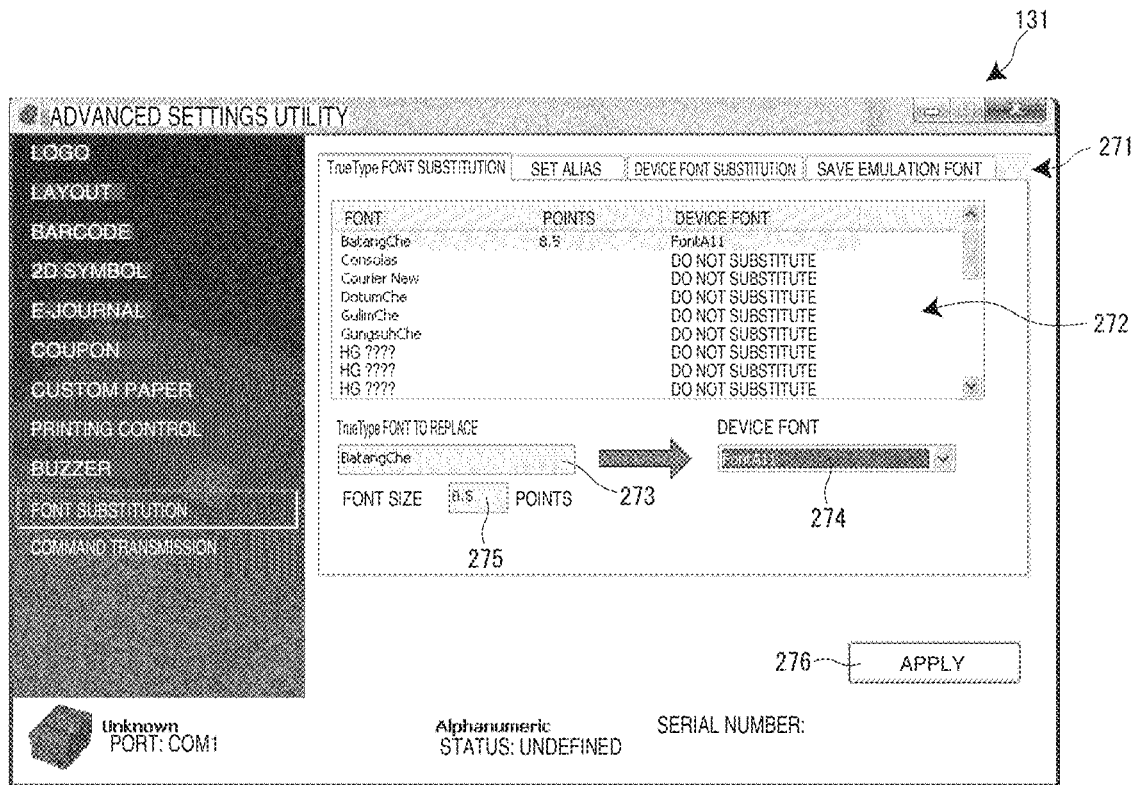 131
ADVANCED SETTINGS UTILITY
LOGO
LAYOUT
BARCODE
2D SYMBOL
E-JOURNAL
COUPON
CUSTOM PAPER
PRINTING CONTROL
BUZZER
FONT SUBSTITUTION
COMMAND TRANSMISSION
TrueType FONT SUBSTITUTION SET ALIAS DEVICE FONT SUBSTITUTION SAVE EMULATION FONT
271
FONT POINTS DEVICE FONT
BatangChe 8.5 FontA11
Consolas DO NOT SUBSTITUTE
Courier New DO NOT SUBSTITUTE
DotumChe DO NOT SUBSTITUTE
GulimChe DO NOT SUBSTITUTE
GungsuhChe DO NOT SUBSTITUTE
HG ???? DO NOT SUBSTITUTE
HG ???? DO NOT SUBSTITUTE
HG ???? DO NOT SUBSTITUTE
272
TrueType FONT TO REPLACE DEVICE FONT
BatangChe FontA11
273
274
FONT SIZE 8.5 POINTS
275
276 APPLY
Unknown
PORT: COM1
Alphanumeric
STATUS: UNDEFINED
SERIAL NUMBER: